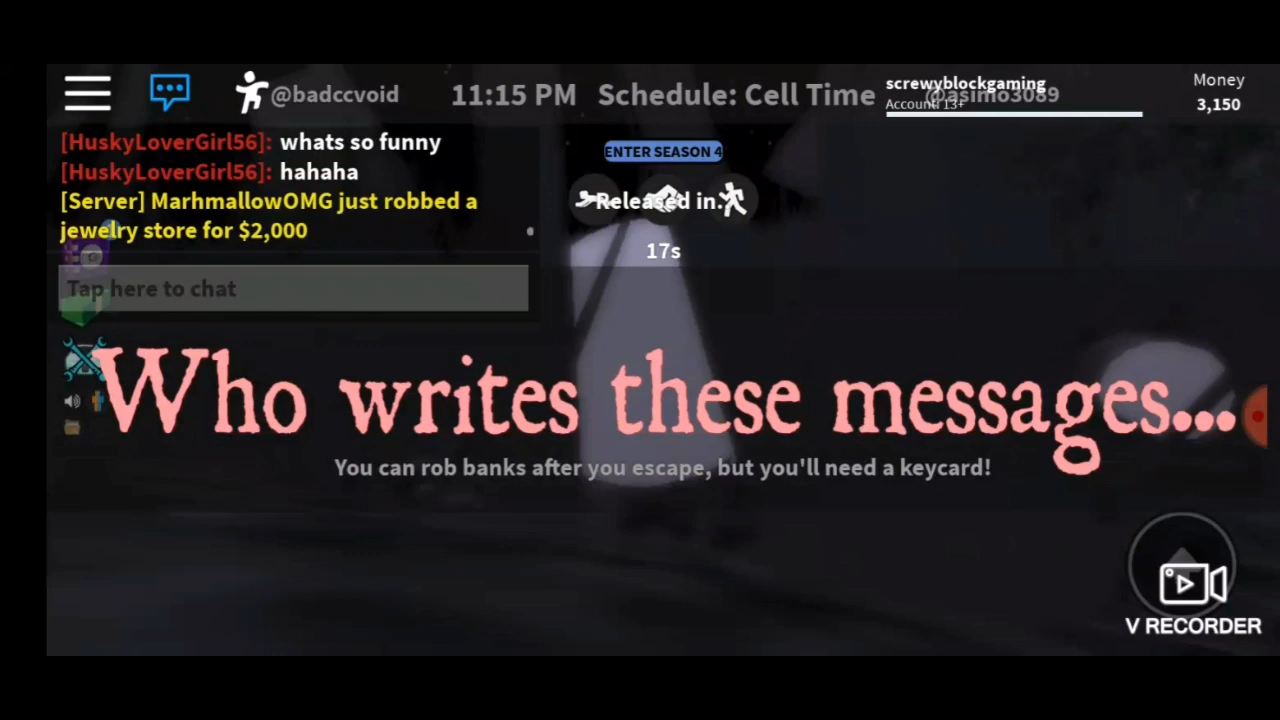 @badccvoid
11:15 PM Schedule: Cell Time
screwyblockgaming
@asimo3089
Account: 13+
Money
3,150
[HuskyLoverGirl56]: whats so funny
[HuskyLoverGirl56]: hahaha
[Server] MarhmallowOMG just robbed a
jewelry store for $2,000
Tap here to chat
ENTER SEASON 4
Released in...
17s
Who writes these messages...
You can rob banks after you escape, but you'll need a keycard!
V RECORDER